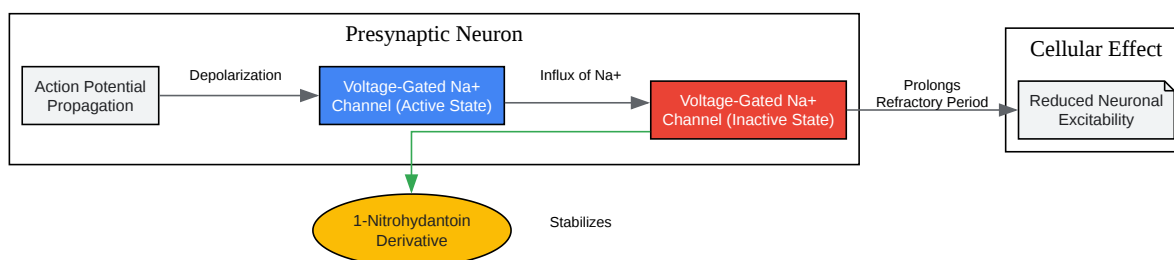 Presynaptic Neuron
Action Potential
Propagation
Depolarization
Voltage-Gated Na+
Channel (Active State)
Influx of Na+
Voltage-Gated Na+
Channel (Inactive State)
Prolongs
Refractory Period
Cellular Effect
Reduced Neuronal
Excitability
1-Nitrohydantoin
Derivative
Stabilizes